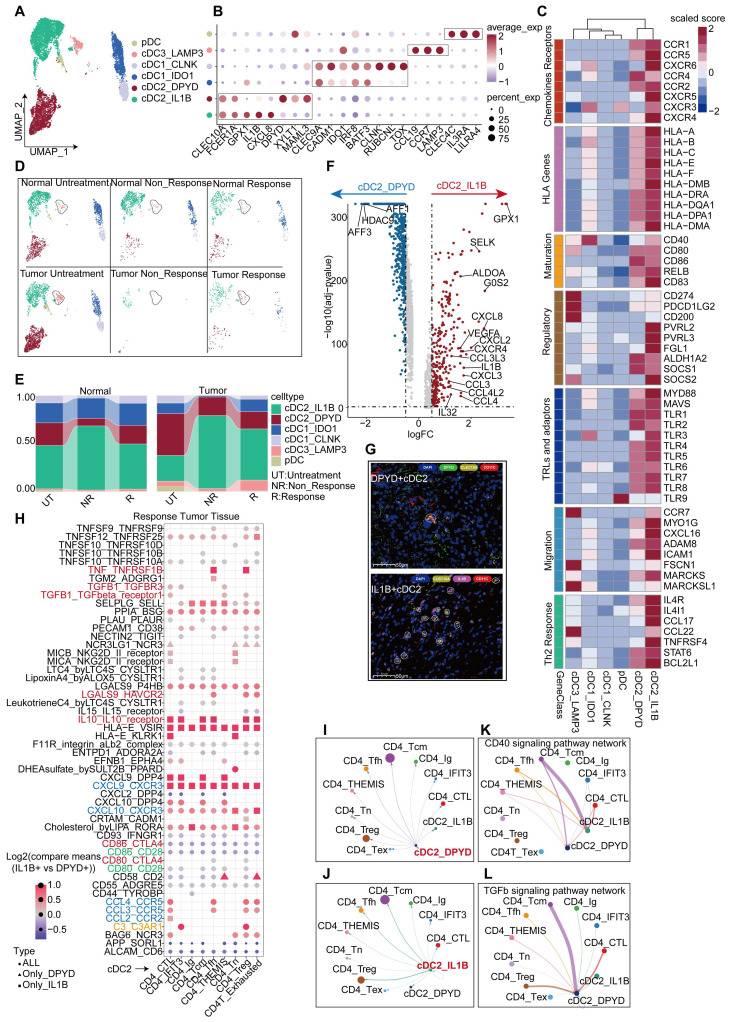 A
UMAP_2
UMAP_1
pDC
cDC3_LAMP3
cDC1_CLNK
cDC1_IDO1
cDC2_DPYD
cDC2_IL1B
B
CLEC10A
FCER1A
GPX1
IL1B
CXCL8
DPYD
XYLT1
MAML3
CLEC9A
CADM1
IDO1
IRF8
BATF3
CLNK
RUBCNL
TOX
CCL19
CCR7
LAMP3
CLEC4C
IL3RA
LILRA4
average_exp
2
1
0
−1
percent_exp
0
25
50
75
C
scaled score
2
1
0
−1
−2
Chemokines Receptors
CCR1
CCR5
CXCR6
CCR4
CCR2
CXCR5
CXCR3
CXCR4
HLA Genes
HLA−A
HLA−B
HLA−C
HLA−E
HLA−F
HLA−DMB
HLA−DRA
HLA−DQA1
HLA−DPA1
HLA−DMA
Maturation
CD40
CD80
CD86
RELB
CD83
Regulatory
CD274
PDCD1LG2
CD200
PVRL2
PVRL3
FGL1
ALDH1A2
SOCS1
SOCS2
TRLs and adaptors
MYD88
MAVS
TLR1
TLR2
TLR3
TLR4
TLR5
TLR6
TLR7
TLR8
TLR9
Migration
CCR7
MYO1G
CXCL16
ADAM8
ICAM1
FSCN1
MARCKS
MARCKSL1
Th2 Response
IL4R
IL4I1
CCL17
CCL22
TNFRSF4
STAT6
BCL2L1
GeneClass
cDC3_LAMP3
cDC1_IDO1
cDC1_CLNK
pDC
cDC2_DPYD
cDC2_IL1B
D
Normal Untreatment
Normal Non_Response
Normal Response
Tumor Untreatment
Tumor Non_Response
Tumor Response
E
Normal
Tumor
1.00
0.50
0.00
UT
NR
R
UT
NR
R
celltype
cDC2_IL1B
cDC2_DPYD
cDC1_IDO1
cDC1_CLNK
cDC3_LAMP3
pDC
UT:Untreatment
NR:Non_Response
R:Response
F
cDC2_DPYD
cDC2_IL1B
−log10(adj−pvalue)
300
200
100
0
−2
0
2
logFC
AFF1
HDAC9
AFF3
GPX1
SELK
ALDOA
G0S2
CXCL8
VEGFA
CXCL2
CXCR4
CCL3L3
IL1B
CXCL3
CCL3
CCL4L2
CCL4
IL32
G
DAPI
DPYD
DPYD+cDC2
DAPI
IL1B
IL1B+cDC2
H
Response Tumor Tissue
TNFSF9_TNFRSF9
TNFSF12_TNFRSF25
TNFSF10_TNFRSF10D
TNFSF10_TNFRSF10B
TNFSF10_TNFRSF10A
TNF_TNFRSF1B
TGM2_ADGRG1
TGFB1_TGFBR3
TGFB1_TGFbeta_receptor1
SELPLG_SELL
PPIA_BSG
PLAU_PLAUR
PECAM1_CD38
NECTIN2_TIGIT
NCR3LG1_NCR3
MICB_NKG2D_II_receptor
MICA_NKG2D_II_receptor
LTC4_byLTC4S_CYSLTR1
LipoxinA4_byALOX5_CYSLTR1
LGALS9_P4HB
LGALS9_HAVCR2
LeukotrieneC4_byLTC4S_CYSLTR1
IL15_IL15_receptor
IL10_IL10_receptor
HLA−E_VSIR
HLA−E_KLRK1
F11R_integrin_aLb2_complex
ENTPD1_ADORA2A
EFNB1_EPHA4
DHEAsulfate_bySULT2B_PPARD
CXCL9_DPP4
CXCL9_CXCR3
CXCL2_DPP4
CXCL10_DPP4
CXCL10_CXCR3
CRTAM_CADM1
Cholesterol_byLIPA_RORA
CD93_IFNGR1
CD86_CTLA4
CD86_CD28
CD80_CTLA4
CD80_CD28
CD58_CD2
CD55_ADGRE5
CD44_TYROBP
CCL4_CCR5
CCL3_CCR5
CCL2_CCR2
C3_C3AR1
BAG6_NCR3
APP_SORL1
ALCAM_CD6
Log2(compare means
(IL1B+ vs DPYD+))
1.0
0.5
0.0
−0.5
Type
ALL
Only_DPYD
Only_IL1B
cDC2
CD4_CTL
CD4_IFIT3
CD4_Ig
CD4_Tcm
CD4_Tfh
CD4_THEMIS
CD4_Tn
CD4_Treg
CD4T_Exhausted
I
CD4_Tcm
CD4_Tfh
CD4_Ig
CD4_IFIT3
CD4_THEMIS
CD4_CTL
CD4_Tn
cDC2_IL1B
CD4_Treg
CD4_Tex
cDC2_DPYD
J
CD4_Tcm
CD4_Tfh
CD4_Ig
CD4_IFIT3
CD4_THEMIS
CD4_CTL
CD4_Tn
cDC2_IL1B
CD4_Treg
CD4_Tex
cDC2_DPYD
K
CD40 signaling pathway network
CD4_Tcm
CD4_Tfh
CD4_Ig
CD4_IFIT3
CD4_THEMIS
CD4_CTL
CD4_Tn
cDC2_IL1B
CD4_Treg
CD4T_Tex
cDC2_DPYD
L
TGFb signaling pathway network
CD4_Tcm
CD4_Tfh
CD4_Ig
CD4_IFIT3
CD4_THEMIS
CD4_CTL
CD4_Tn
cDC2_IL1B
CD4_Treg
CD4_Tex
cDC2_DPYD